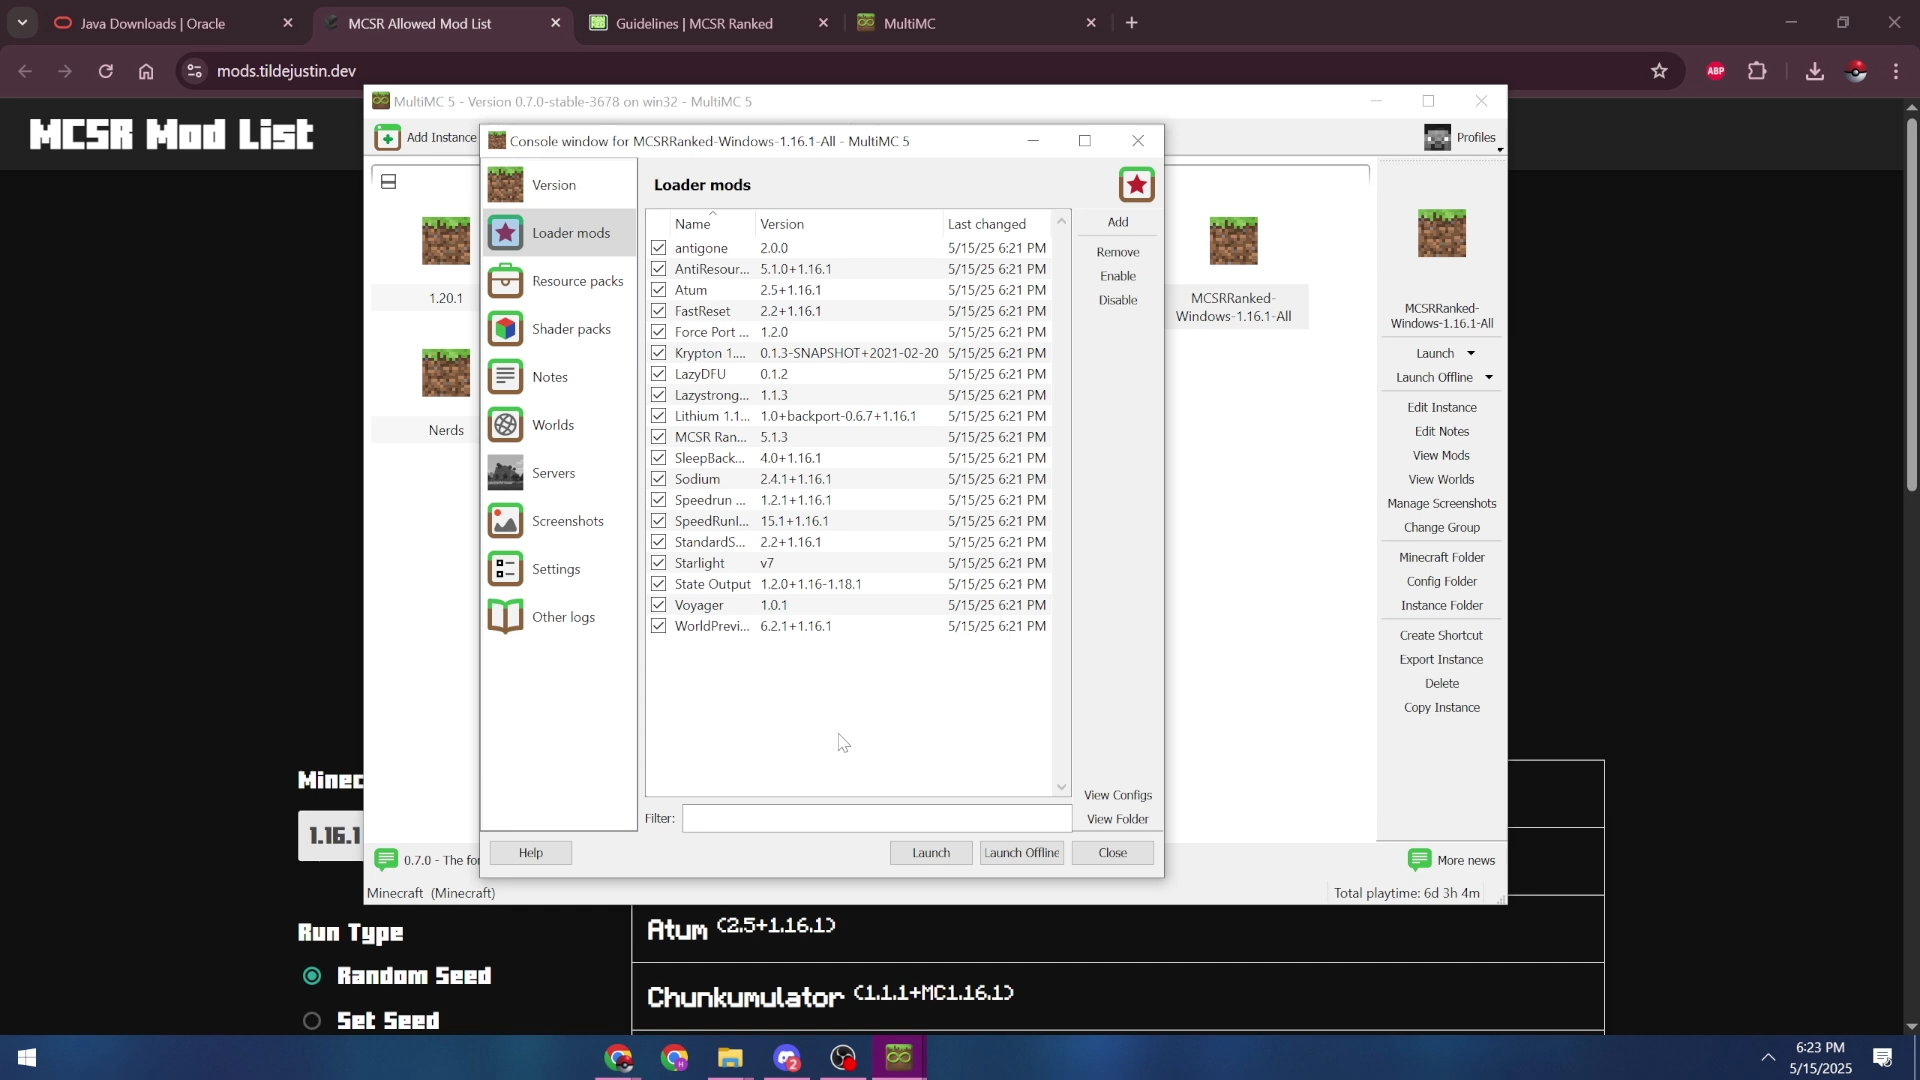 Java Downloads | Oracle
MCSR Allowed Mod List
Guidelines | MCSR Ranked
MultiMC
mods.tildejustin.dev
ABP
MCSR Mod List
MultiMC 5 - Version 0.7.0-stable-3678 on win32 - MultiMC 5
Add Instance
Profiles
Console window for MCSRRanked-Windows-1.16.1-All - MultiMC 5
Version
Loader mods
Resource packs
Shader packs
Notes
Worlds
Servers
Screenshots
Settings
Other logs
Loader mods
Name Version Last changed
antigone 2.0.0 5/15/25 6:21 PM
AntiResour... 5.1.0+1.16.1 5/15/25 6:21 PM
Atum 2.5+1.16.1 5/15/25 6:21 PM
FastReset 2.2+1.16.1 5/15/25 6:21 PM
Force Port ... 1.2.0 5/15/25 6:21 PM
Krypton 1.... 0.1.3-SNAPSHOT+2021-02-20 5/15/25 6:21 PM
LazyDFU 0.1.2 5/15/25 6:21 PM
Lazystrong... 1.1.3 5/15/25 6:21 PM
Lithium 1.1... 1.0+backport-0.6.7+1.16.1 5/15/25 6:21 PM
MCSR Ran... 5.1.3 5/15/25 6:21 PM
SleepBack... 4.0+1.16.1 5/15/25 6:21 PM
Sodium 2.4.1+1.16.1 5/15/25 6:21 PM
Speedrun ... 1.2.1+1.16.1 5/15/25 6:21 PM
SpeedRunI... 15.1+1.16.1 5/15/25 6:21 PM
StandardS... 2.2+1.16.1 5/15/25 6:21 PM
Starlight v7 5/15/25 6:21 PM
State Output 1.2.0+1.16-1.18.1 5/15/25 6:21 PM
Voyager 1.0.1 5/15/25 6:21 PM
WorldPrevi... 6.2.1+1.16.1 5/15/25 6:21 PM
Add
Remove
Enable
Disable
View Configs
View Folder
Filter:
Help
Launch
Launch Offline
Close
1.20.1
Nerds
MCSRRanked-
Windows-1.16.1-All
MCSRRanked-
Windows-1.16.1-All
Launch
Launch Offline
Edit Instance
Edit Notes
View Mods
View Worlds
Manage Screenshots
Change Group
Minecraft Folder
Config Folder
Instance Folder
Create Shortcut
Export Instance
Delete
Copy Instance
0.7.0 - The fo
More news
Minecraft (Minecraft)
Total playtime: 6d 3h 4m
Minec
1.16.1
Run Type
Random Seed
Set Seed
Atum (2.5+1.16.1)
Chunkumulator (1.1.1+MC1.16.1)
2
6:23 PM
5/15/2025